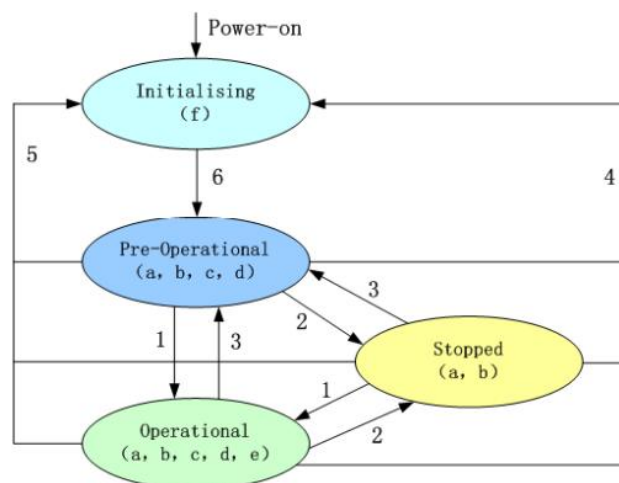 Power-on
Initialising
(f)
5
6
4
Pre-Operational
(a, b, c, d)
3
2
1
3
Stopped
(a, b)
1
Operational
(a, b, c, d, e)
2